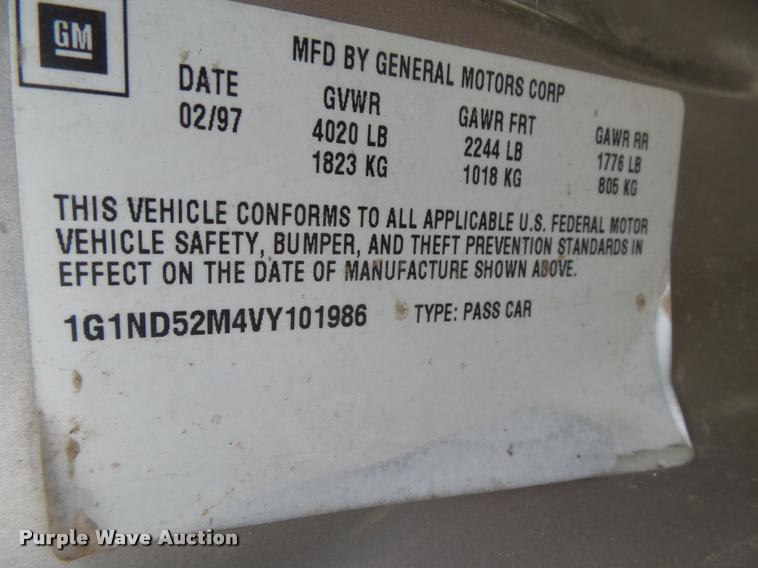 GM
MFD BY GENERAL MOTORS CORP
DATE GVWR GAWR FRT GAWR RR
02/97 4020 LB 2244 LB 1776 LB
1823 KG 1018 KG 805 KG
THIS VEHICLE CONFORMS TO ALL APPLICABLE U.S. FEDERAL MOTOR
VEHICLE SAFETY, BUMPER, AND THEFT PREVENTION STANDARDS IN
EFFECT ON THE DATE OF MANUFACTURE SHOWN ABOVE.
1G1ND52M4VY101986 TYPE: PASS CAR
Purple Wave Auction